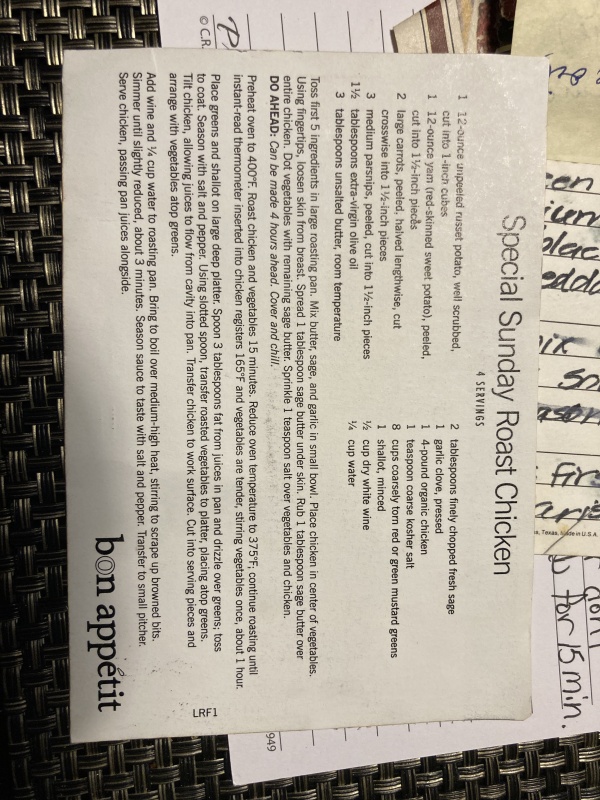 Special Sunday Roast Chicken
4 SERVINGS
1 12-ounce unpeeled russet potato, well scrubbed,
cut into 1-inch cubes
1 12-ounce yam (red-skinned sweet potato), peeled,
cut into 1½-inch pieces
2 large carrots, peeled, halved lengthwise, cut
crosswise into 1½-inch pieces
3 medium parsnips, peeled, cut into 1½-inch pieces
1½ tablespoons extra-virgin olive oil
3 tablespoons unsalted butter, room temperature
2 tablespoons finely chopped fresh sage
1 garlic clove, pressed
1 4-pound organic chicken
1 teaspoon coarse kosher salt
8 cups coarsely torn red or green mustard greens
1 shallot, minced
½ cup dry white wine
¼ cup water
Toss first 5 ingredients in large roasting pan. Mix butter, sage, and garlic in small bowl. Place chicken in center of vegetables.
Using fingertips, loosen skin from breast. Spread 1 tablespoon sage butter under skin. Rub 1 tablespoon sage butter over
entire chicken. Dot vegetables with remaining sage butter. Sprinkle 1 teaspoon salt over vegetables and chicken.
DO AHEAD: Can be made 4 hours ahead. Cover and chill.
Preheat oven to 400°F. Roast chicken and vegetables 15 minutes. Reduce oven temperature to 375°F; continue roasting until
instant-read thermometer inserted into chicken registers 165°F and vegetables are tender, stirring vegetables once, about 1 hour.
Place greens and shallot on large deep platter. Spoon 3 tablespoons fat from juices in pan and drizzle over greens; toss
to coat. Season with salt and pepper. Using slotted spoon, transfer roasted vegetables to platter, placing atop greens.
Tilt chicken, allowing juices to flow from cavity into pan. Transfer chicken to work surface. Cut into serving pieces and
arrange with vegetables atop greens.
Add wine and ¼ cup water to roasting pan. Bring to boil over medium-high heat, stirring to scrape up browned bits.
Simmer until slightly reduced, about 3 minutes. Season sauce to taste with salt and pepper. Transfer to small pitcher.
Serve chicken, passing pan juices alongside.
bon appétit
LRF1
© C.R.
949
, Texas, Made in U.S.A.
for 15 min.